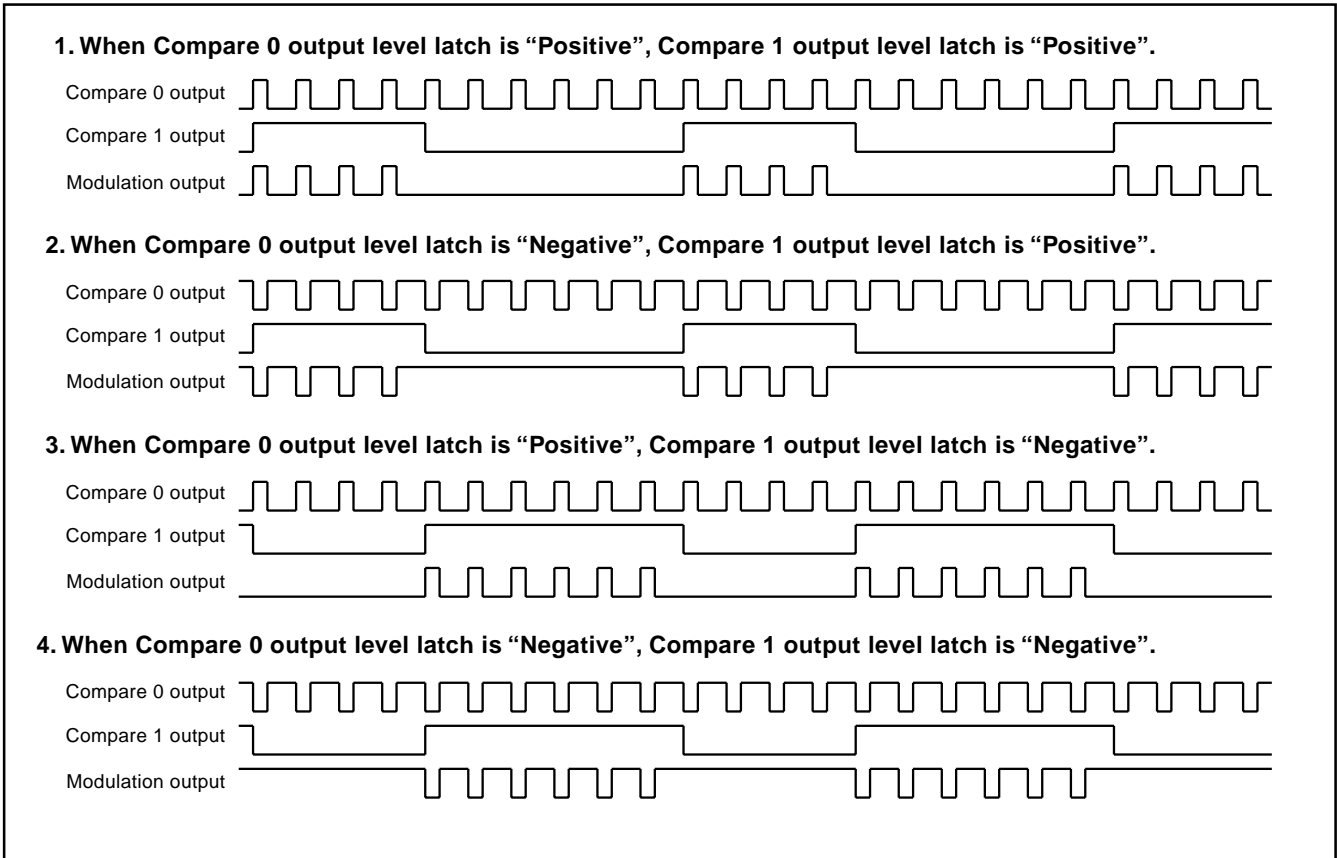 1. When Compare 0 output level latch is “Positive”, Compare 1 output level latch is “Positive”.
Compare 0 output
Compare 1 output
Modulation output
2. When Compare 0 output level latch is “Negative”, Compare 1 output level latch is “Positive”.
Compare 0 output
Compare 1 output
Modulation output
3. When Compare 0 output level latch is “Positive”, Compare 1 output level latch is “Negative”.
Compare 0 output
Compare 1 output
Modulation output
4. When Compare 0 output level latch is “Negative”, Compare 1 output level latch is “Negative”.
Compare 0 output
Compare 1 output
Modulation output